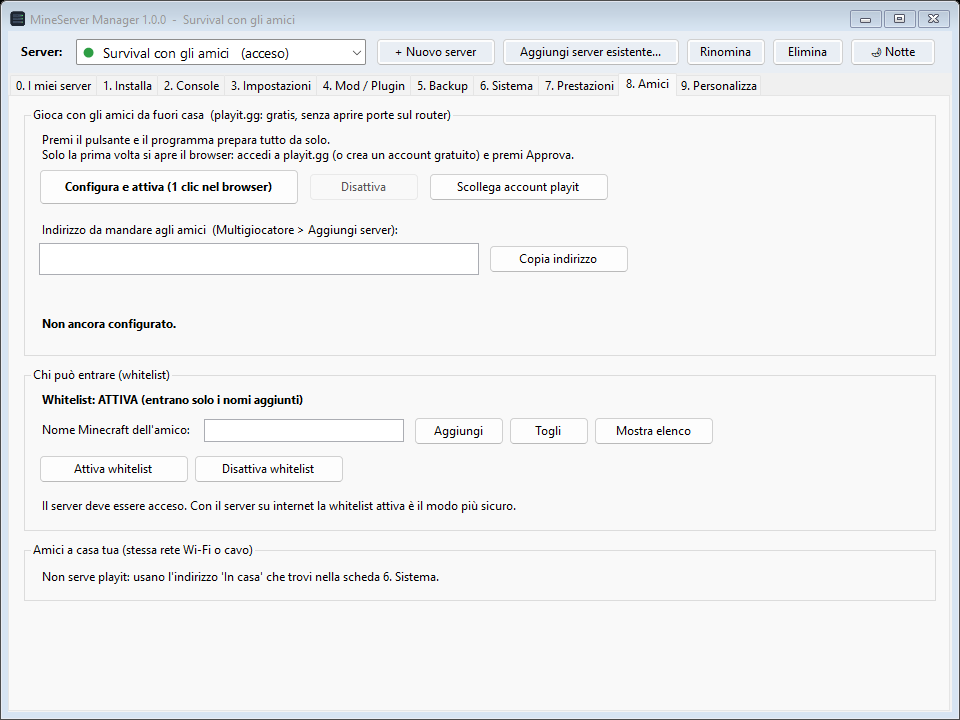 MineServer Manager 1.0.0 - Survival con gli amici
Server: Survival con gli amici (acceso) + Nuovo server Aggiungi server esistente... Rinomina Elimina Notte
0. I miei server 1. Installa 2. Console 3. Impostazioni 4. Mod / Plugin 5. Backup 6. Sistema 7. Prestazioni 8. Amici 9. Personalizza
Gioca con gli amici da fuori casa (playit.gg: gratis, senza aprire porte sul router)
Premi il pulsante e il programma prepara tutto da solo.
Solo la prima volta si apre il browser: accedi a playit.gg (o crea un account gratuito) e premi Approva.
Configura e attiva (1 clic nel browser) Disattiva Scollega account playit
Indirizzo da mandare agli amici (Multigiocatore > Aggiungi server):
Copia indirizzo
Non ancora configurato.
Chi può entrare (whitelist)
Whitelist: ATTIVA (entrano solo i nomi aggiunti)
Nome Minecraft dell'amico: Aggiungi Togli Mostra elenco
Attiva whitelist Disattiva whitelist
Il server deve essere acceso. Con il server su internet la whitelist attiva è il modo più sicuro.
Amici a casa tua (stessa rete Wi-Fi o cavo)
Non serve playit: usano l'indirizzo 'In casa' che trovi nella scheda 6. Sistema.